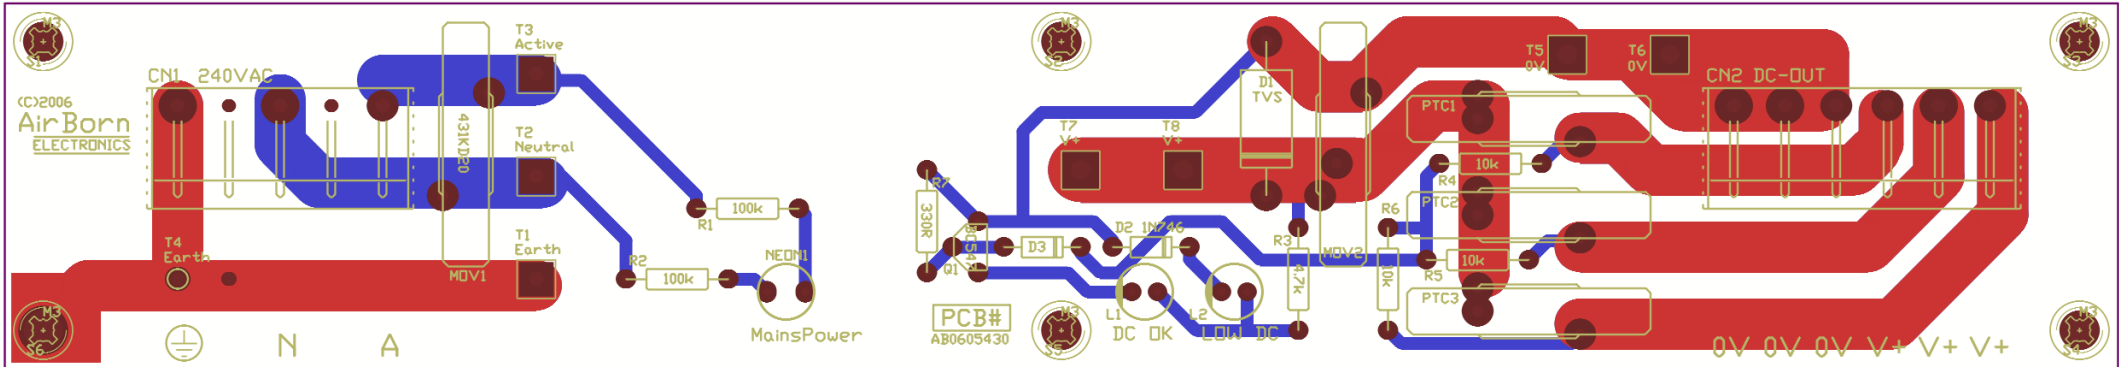 M3
S1
CN1 240VAC
(C)2006
AirBorn
ELECTRONICS
T3
Active
431KD20
T2
Neutral
T1
Earth
T4
Earth
MOV1
M3
S6
N
A
R1
100k
R2
100k
NEON1
MainsPower
M3
S2
T7
V+
T8
V+
D1
TVS
T5
0V
T6
0V
CN2 DC-OUT
M3
S3
PTC1
R4
10k
R7
330R
BC547
Q1
D3
D2 1N746
R3
4.7k
MOV2
R6
10k
PTC2
R5
10k
PTC3
PCB#
AB0605430
M3
S5
L1
DC OK
L2
LOW DC
0V 0V 0V V+ V+ V+
M3
S4